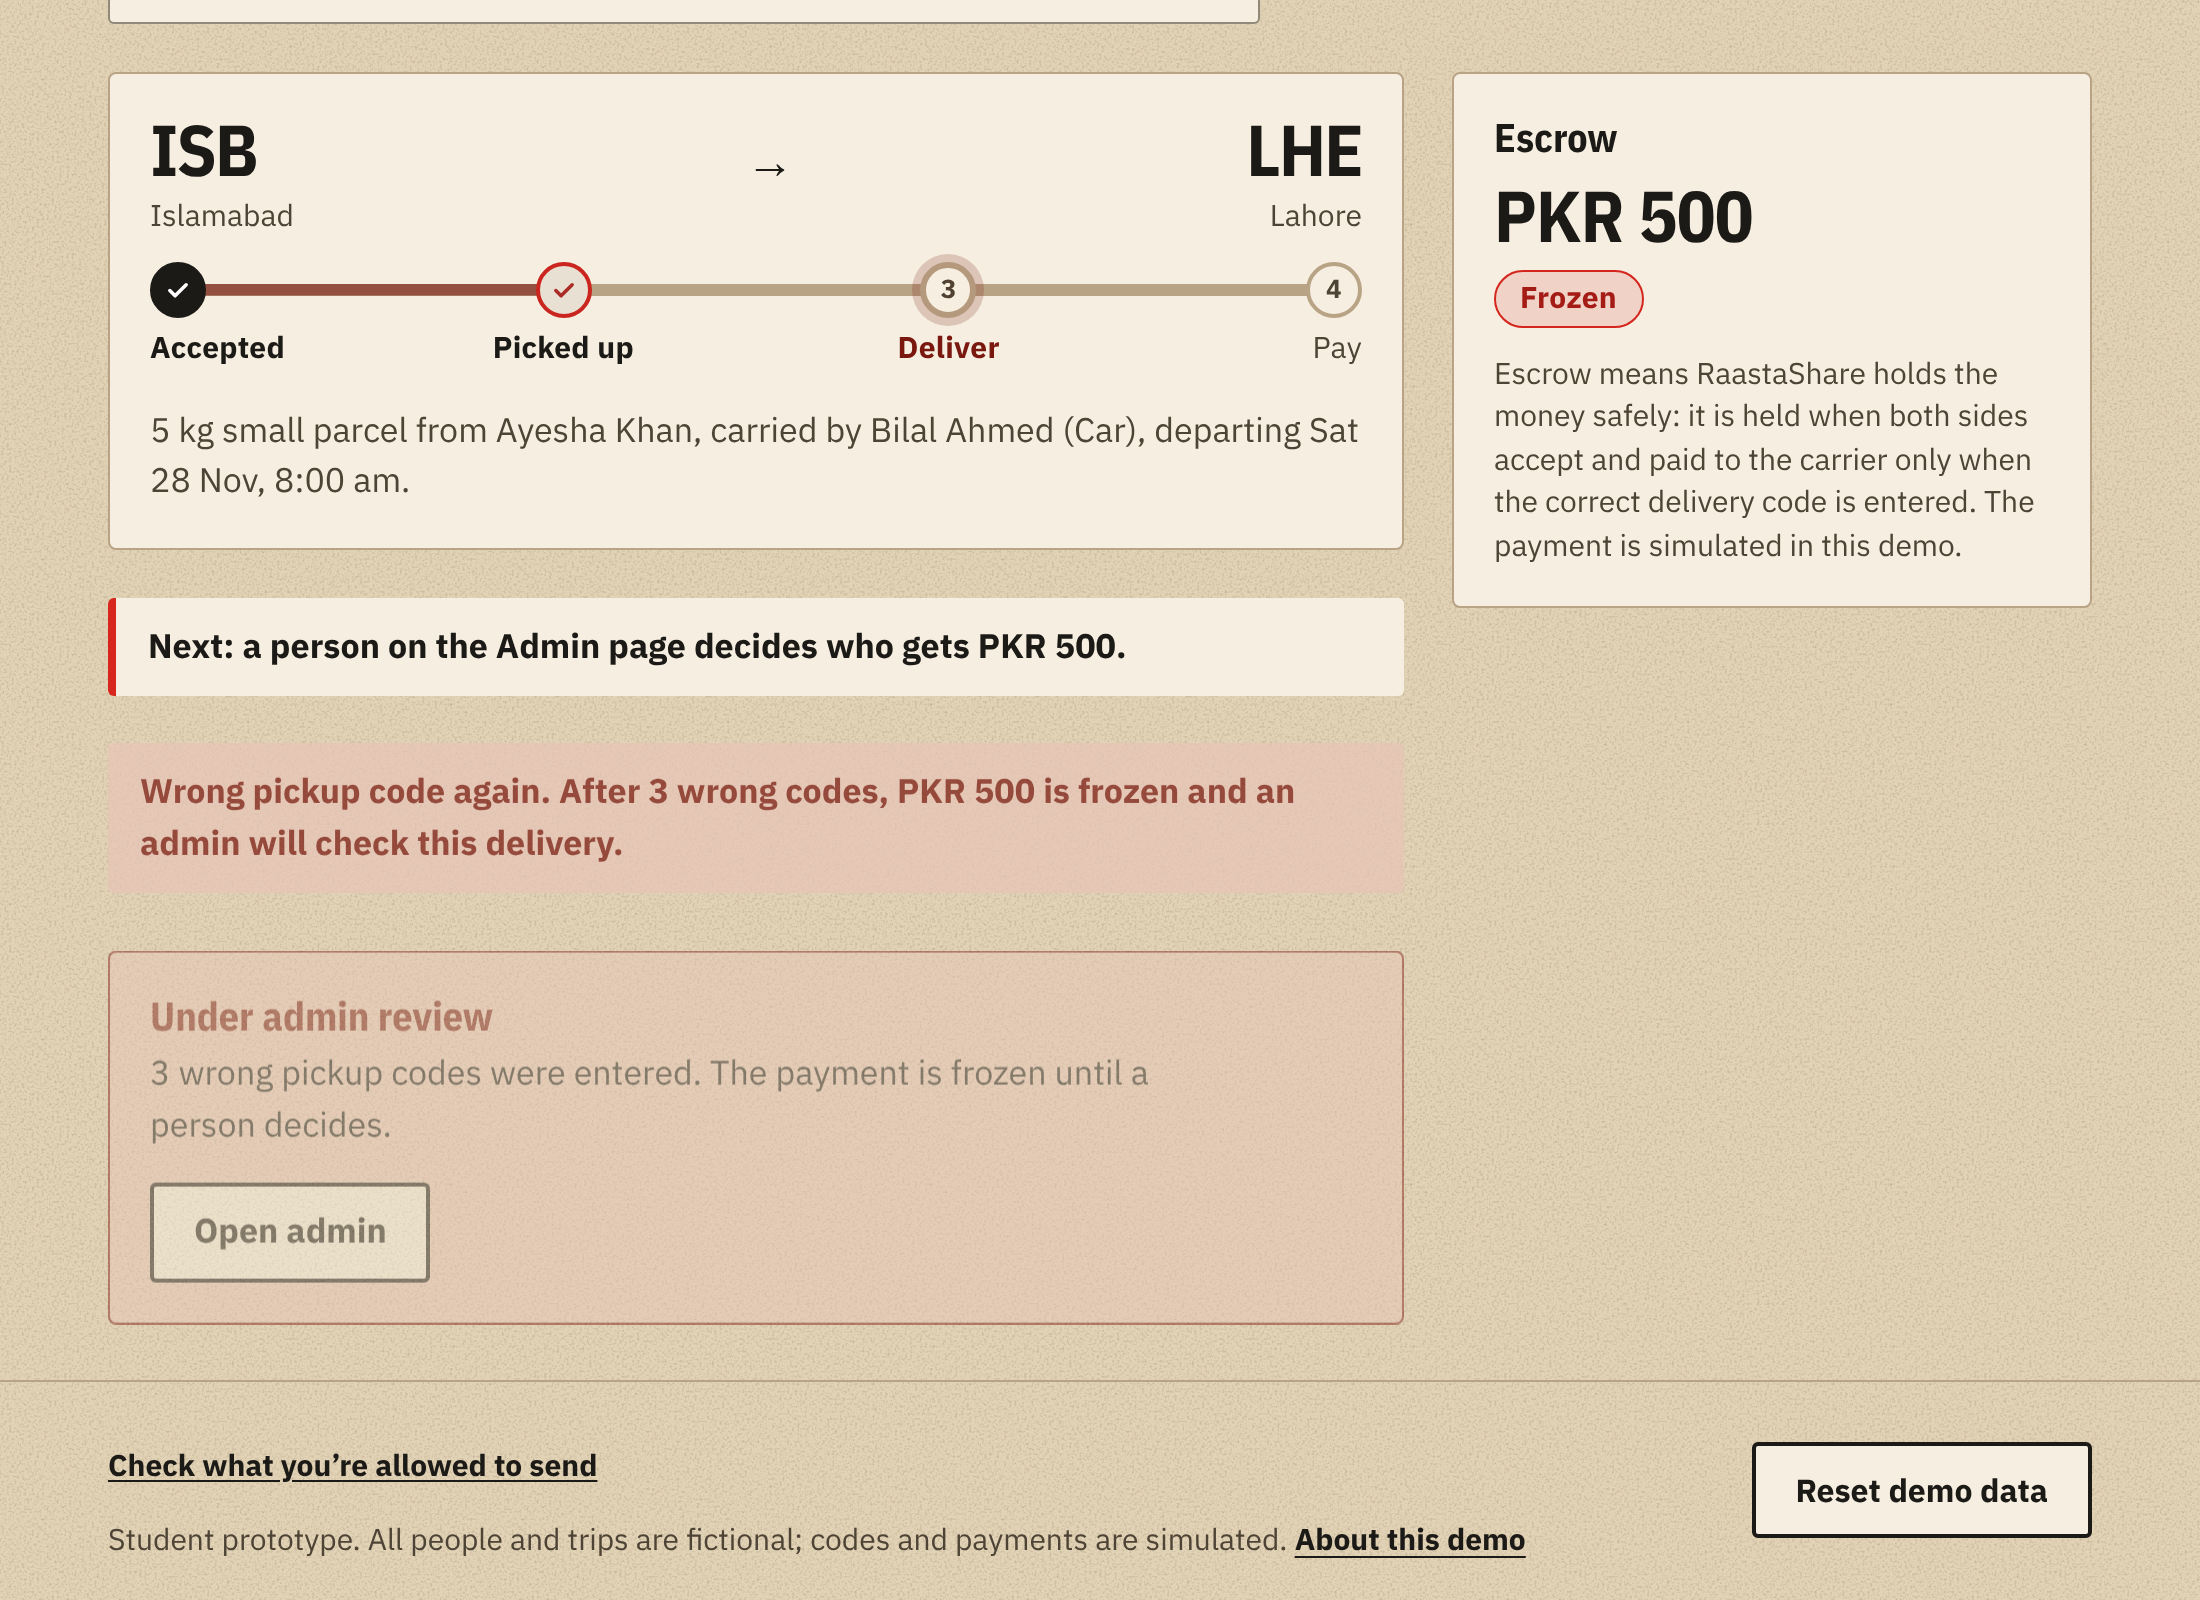 ISB
→
LHE
Islamabad
Lahore
3
4
Accepted
Picked up
Deliver
Pay
5 kg small parcel from Ayesha Khan, carried by Bilal Ahmed (Car), departing Sat
28 Nov, 8:00 am.
Escrow
PKR 500
Frozen
Escrow means RaastaShare holds the
money safely: it is held when both sides
accept and paid to the carrier only when
the correct delivery code is entered. The
payment is simulated in this demo.
Next: a person on the Admin page decides who gets PKR 500.
Wrong pickup code again. After 3 wrong codes, PKR 500 is frozen and an
admin will check this delivery.
Under admin review
3 wrong pickup codes were entered. The payment is frozen until a
person decides.
Open admin
Check what you’re allowed to send
Student prototype. All people and trips are fictional; codes and payments are simulated. About this demo
Reset demo data